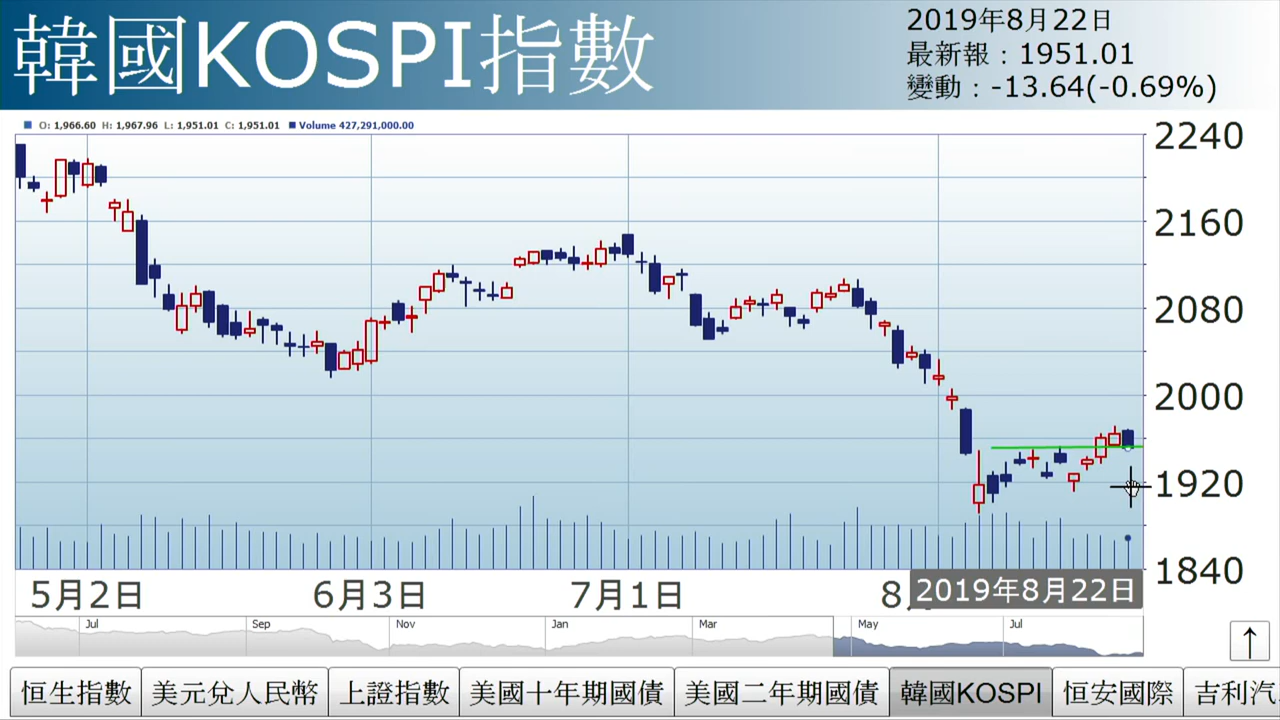 韓國KOSPI指數
2019年8月22日
最新報：1951.01
變動：-13.64(-0.69%)
O: 1,966.60 H: 1,967.96 L: 1,951.01 C: 1,951.01 Volume 427,291,000.00
2240
2160
2080
2000
1920
1840
5月2日 6月3日 7月1日 8月 2019年8月22日
Jul Sep Nov Jan Mar May Jul
↑
恒生指數 美元兌人民幣 上證指數 美國十年期國債 美國二年期國債 韓國KOSPI 恒安國際 吉利汽